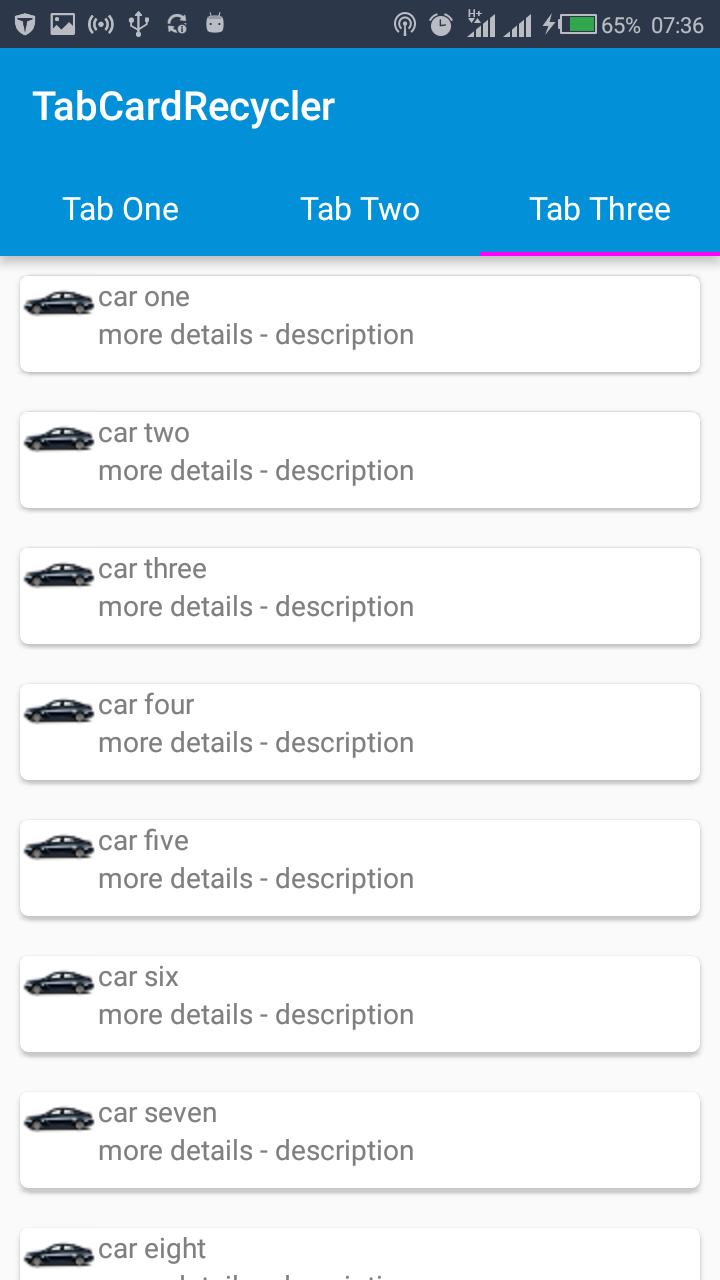 H+ 65% 07:36
TabCardRecycler
Tab One Tab Two Tab Three
car one
more details - description
car two
more details - description
car three
more details - description
car four
more details - description
car five
more details - description
car six
more details - description
car seven
more details - description
car eight